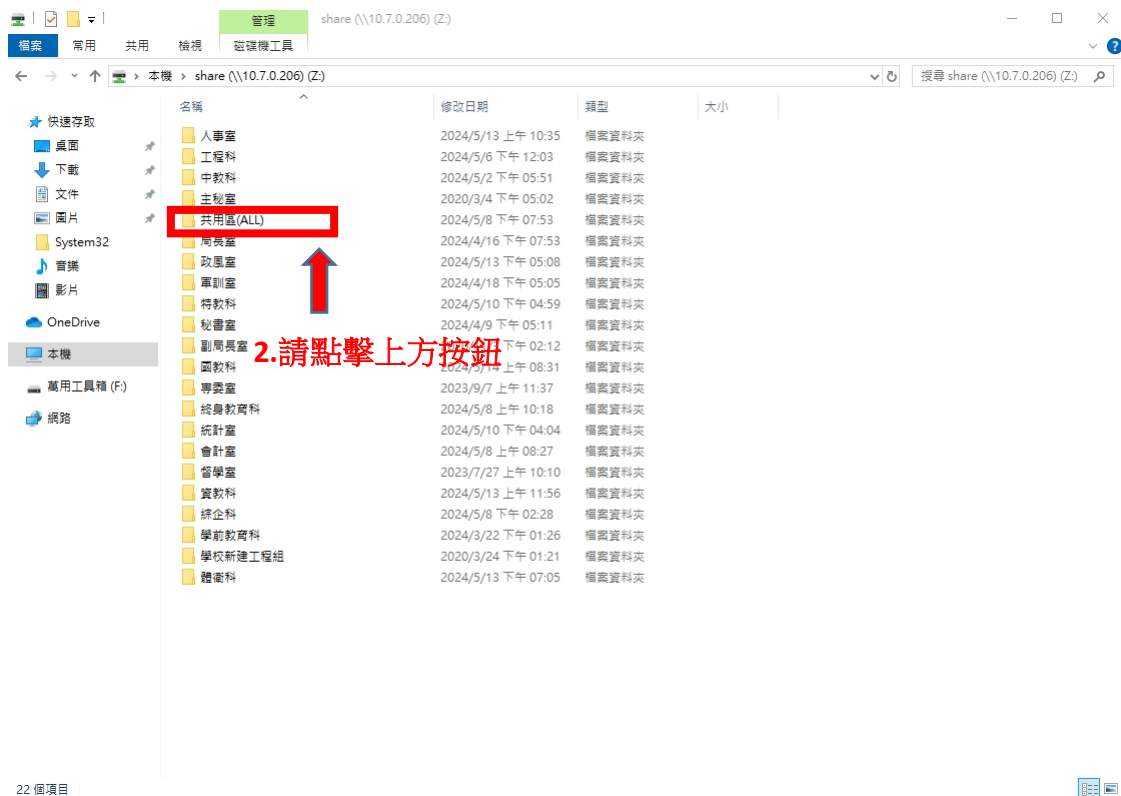 管理 share (\\10.7.0.206) (Z:)
檔案 常用 共用 檢視 磁碟機工具
本機 share (\\10.7.0.206) (Z:) 搜尋 share (\\10.7.0.206) (Z:)
快速存取
桌面
下載
文件
圖片
System32
音樂
影片
OneDrive
本機
萬用工具箱 (F:)
網路
名稱 修改日期 類型 大小
人事室 2024/5/13 上午 10:35 檔案資料夾
工程科 2024/5/6 下午 12:03 檔案資料夾
中教科 2024/5/2 下午 05:51 檔案資料夾
主秘室 2020/3/4 下午 05:02 檔案資料夾
共用區(ALL) 2024/5/8 下午 07:53 檔案資料夾
局長室 2024/4/16 下午 07:53 檔案資料夾
政風室 2024/5/13 下午 05:08 檔案資料夾
軍訓室 2024/4/18 下午 05:05 檔案資料夾
特教科 2024/5/10 下午 04:59 檔案資料夾
秘書室 2024/4/9 下午 05:11 檔案資料夾
副局長室 下午 02:12 檔案資料夾
2.請點擊上方按鈕
國教科 2024/5/14 上午 08:31 檔案資料夾
專委室 2023/9/7 上午 11:37 檔案資料夾
終身教育科 2024/5/8 上午 10:18 檔案資料夾
統計室 2024/5/10 下午 04:04 檔案資料夾
會計室 2024/5/8 上午 08:27 檔案資料夾
督學室 2023/7/27 上午 10:10 檔案資料夾
資教科 2024/5/13 上午 11:56 檔案資料夾
綜企科 2024/5/8 下午 02:28 檔案資料夾
學前教育科 2024/3/22 下午 01:26 檔案資料夾
學校新建工程組 2020/3/24 下午 01:21 檔案資料夾
體衛科 2024/5/13 下午 07:05 檔案資料夾
22 個項目